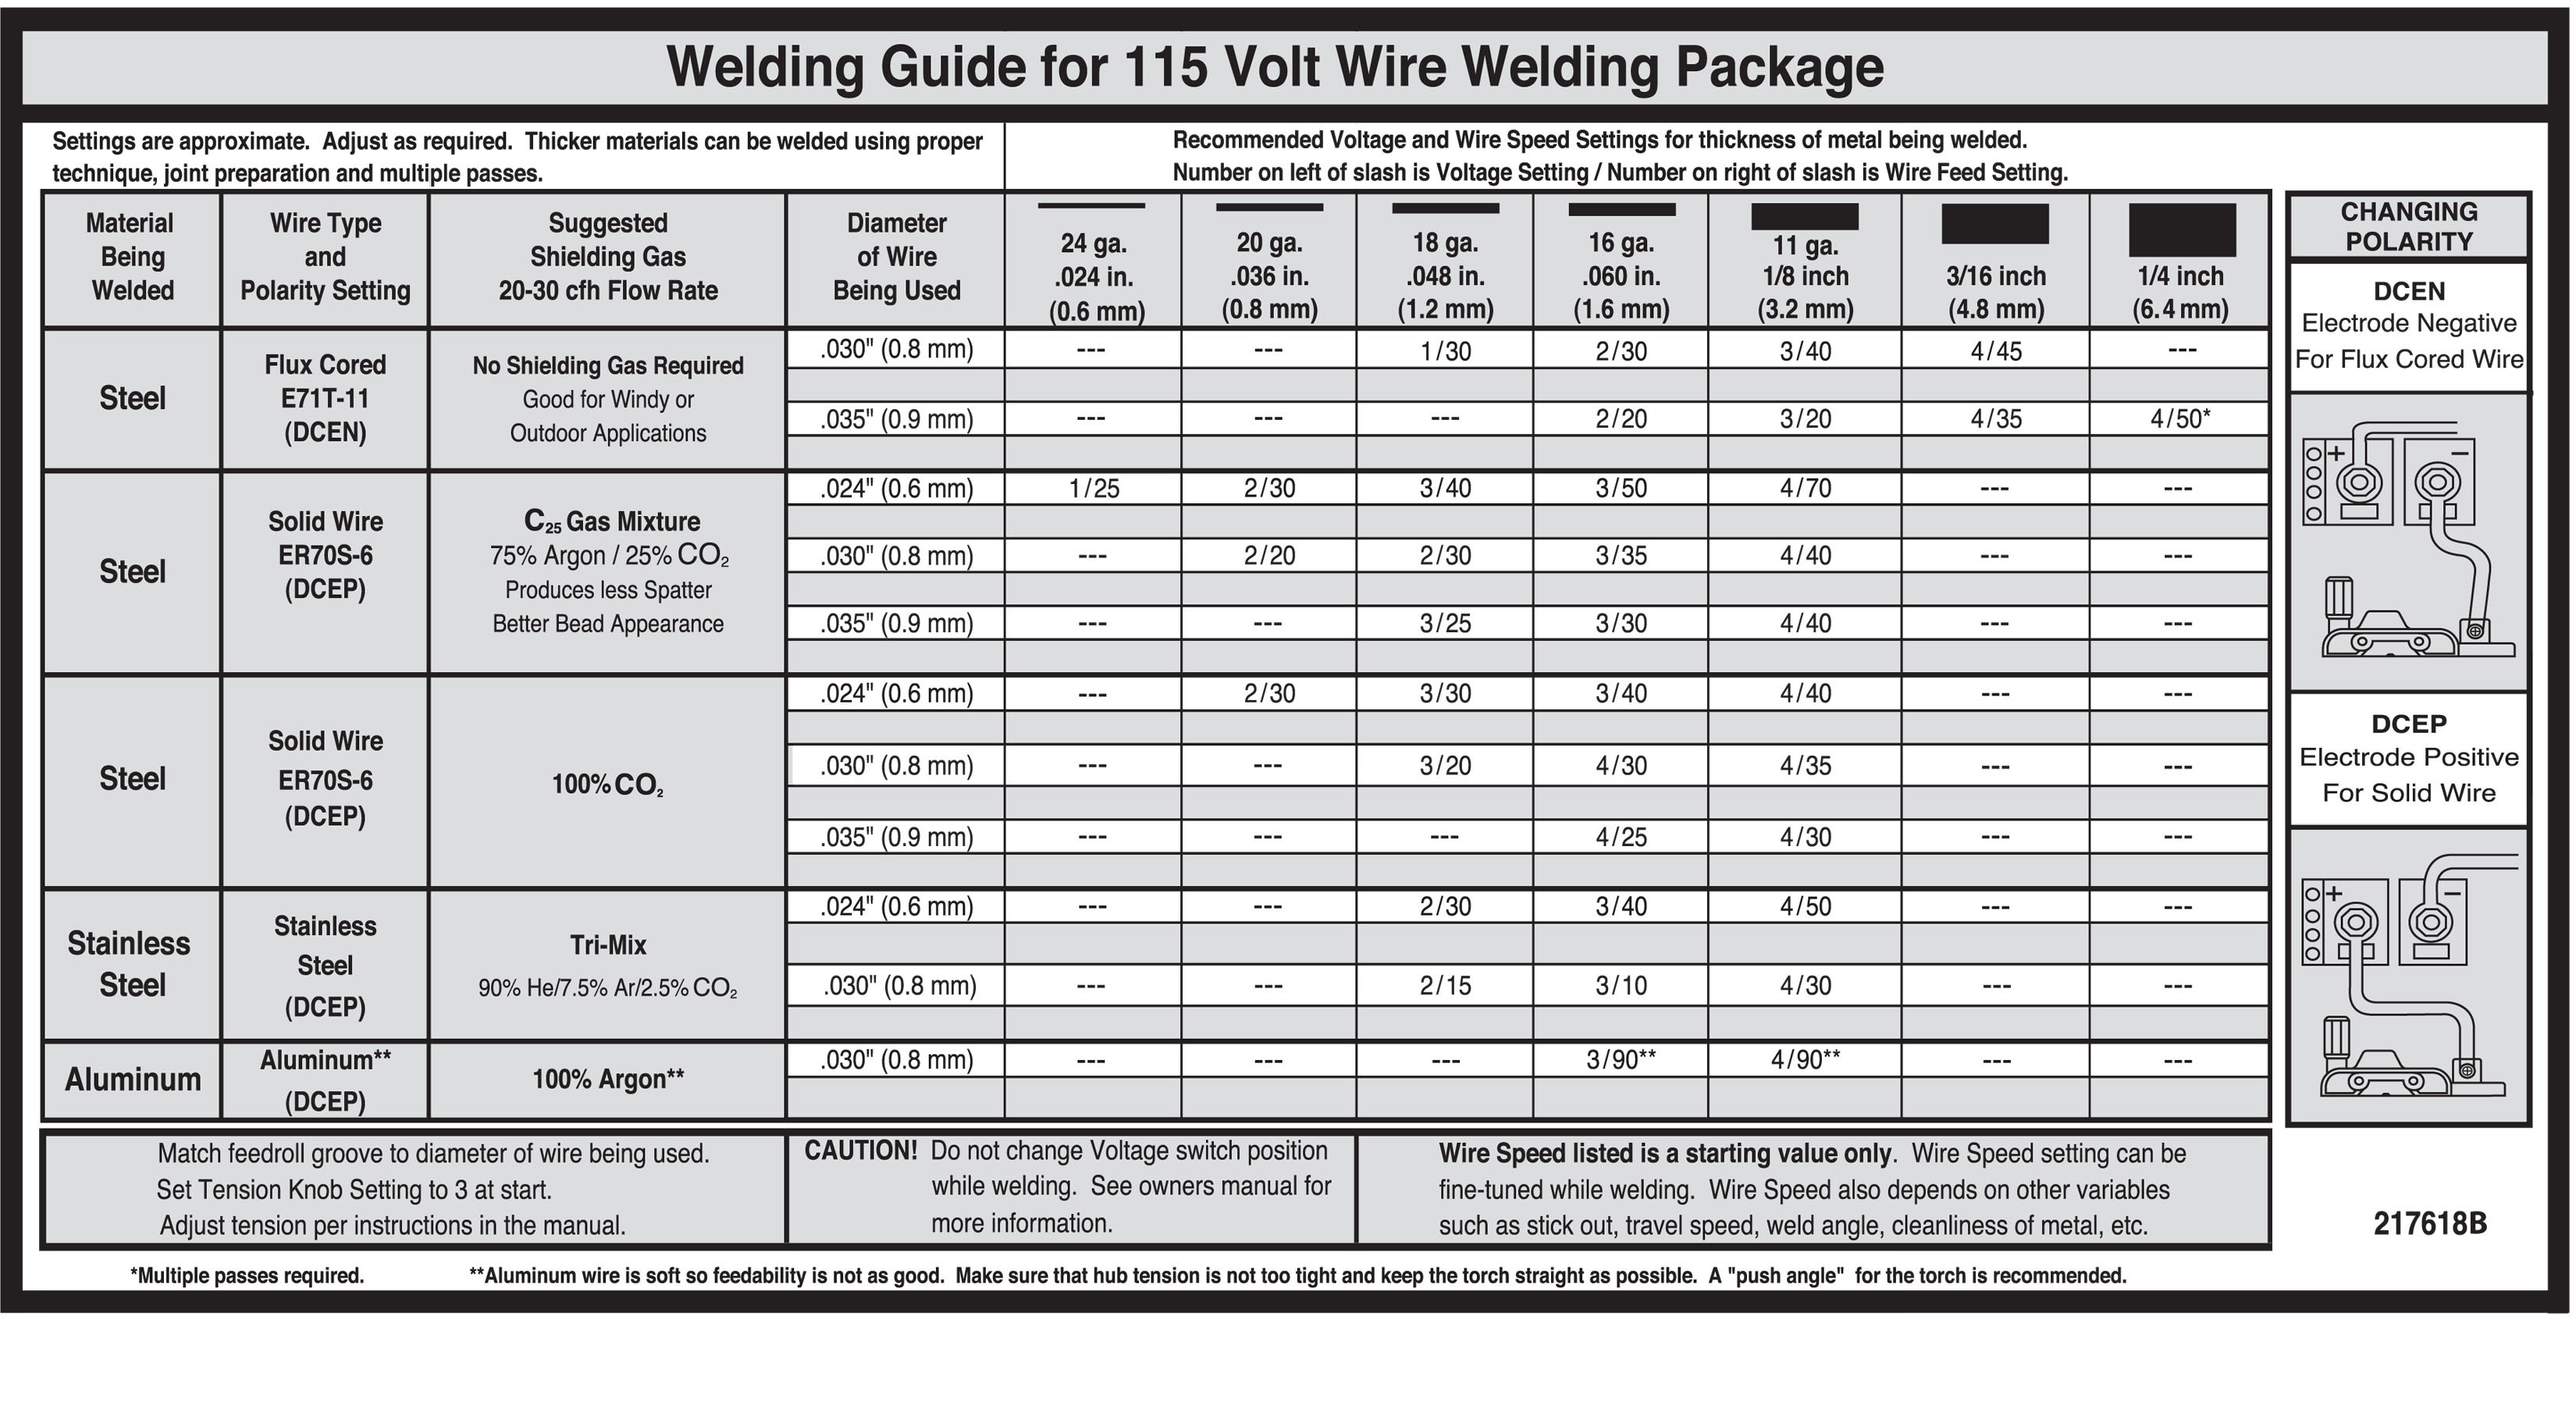 Welding Guide for 115 Volt Wire Welding Package
Settings are approximate. Adjust as required. Thicker materials can be welded using proper
technique, joint preparation and multiple passes.
Recommended Voltage and Wire Speed Settings for thickness of metal being welded.
Number on left of slash is Voltage Setting / Number on right of slash is Wire Feed Setting.
Material
Being
Welded
Wire Type
and
Polarity Setting
Suggested
Shielding Gas
20-30 cfh Flow Rate
Diameter
of Wire
Being Used
24 ga.
.024 in.
(0.6 mm)
20 ga.
.036 in.
(0.8 mm)
18 ga.
.048 in.
(1.2 mm)
16 ga.
.060 in.
(1.6 mm)
11 ga.
1/8 inch
(3.2 mm)
3/16 inch
(4.8 mm)
1/4 inch
(6.4 mm)
Steel
Flux Cored
E71T-11
(DCEN)
No Shielding Gas Required
Good for Windy or
Outdoor Applications
.030" (0.8 mm) --- --- 1/30 2/30 3/40 4/45 ---
.035" (0.9 mm) --- --- --- 2/20 3/20 4/35 4/50*
Steel
Solid Wire
ER70S-6
(DCEP)
C25 Gas Mixture
75% Argon / 25% CO2
Produces less Spatter
Better Bead Appearance
.024" (0.6 mm) 1/25 2/30 3/40 3/50 4/70 --- ---
.030" (0.8 mm) --- 2/20 2/30 3/35 4/40 --- ---
.035" (0.9 mm) --- --- 3/25 3/30 4/40 --- ---
Steel
Solid Wire
ER70S-6
(DCEP)
100% CO2
.024" (0.6 mm) --- 2/30 3/30 3/40 4/40 --- ---
.030" (0.8 mm) --- --- 3/20 4/30 4/35 --- ---
.035" (0.9 mm) --- --- --- 4/25 4/30 --- ---
Stainless
Steel
Stainless
Steel
(DCEP)
Tri-Mix
90% He/7.5% Ar/2.5% CO2
.024" (0.6 mm) --- --- 2/30 3/40 4/50 --- ---
.030" (0.8 mm) --- --- 2/15 3/10 4/30 --- ---
Aluminum
Aluminum**
(DCEP)
100% Argon**
.030" (0.8 mm) --- --- --- 3/90** 4/90** --- ---
CHANGING
POLARITY
DCEN
Electrode Negative
For Flux Cored Wire
+ −
DCEP
Electrode Positive
For Solid Wire
+ −
Match feedroll groove to diameter of wire being used.
Set Tension Knob Setting to 3 at start.
Adjust tension per instructions in the manual.
CAUTION! Do not change Voltage switch position
while welding. See owners manual for
more information.
Wire Speed listed is a starting value only. Wire Speed setting can be
fine-tuned while welding. Wire Speed also depends on other variables
such as stick out, travel speed, weld angle, cleanliness of metal, etc.
217618B
*Multiple passes required.
**Aluminum wire is soft so feedability is not as good. Make sure that hub tension is not too tight and keep the torch straight as possible. A "push angle" for the torch is recommended.